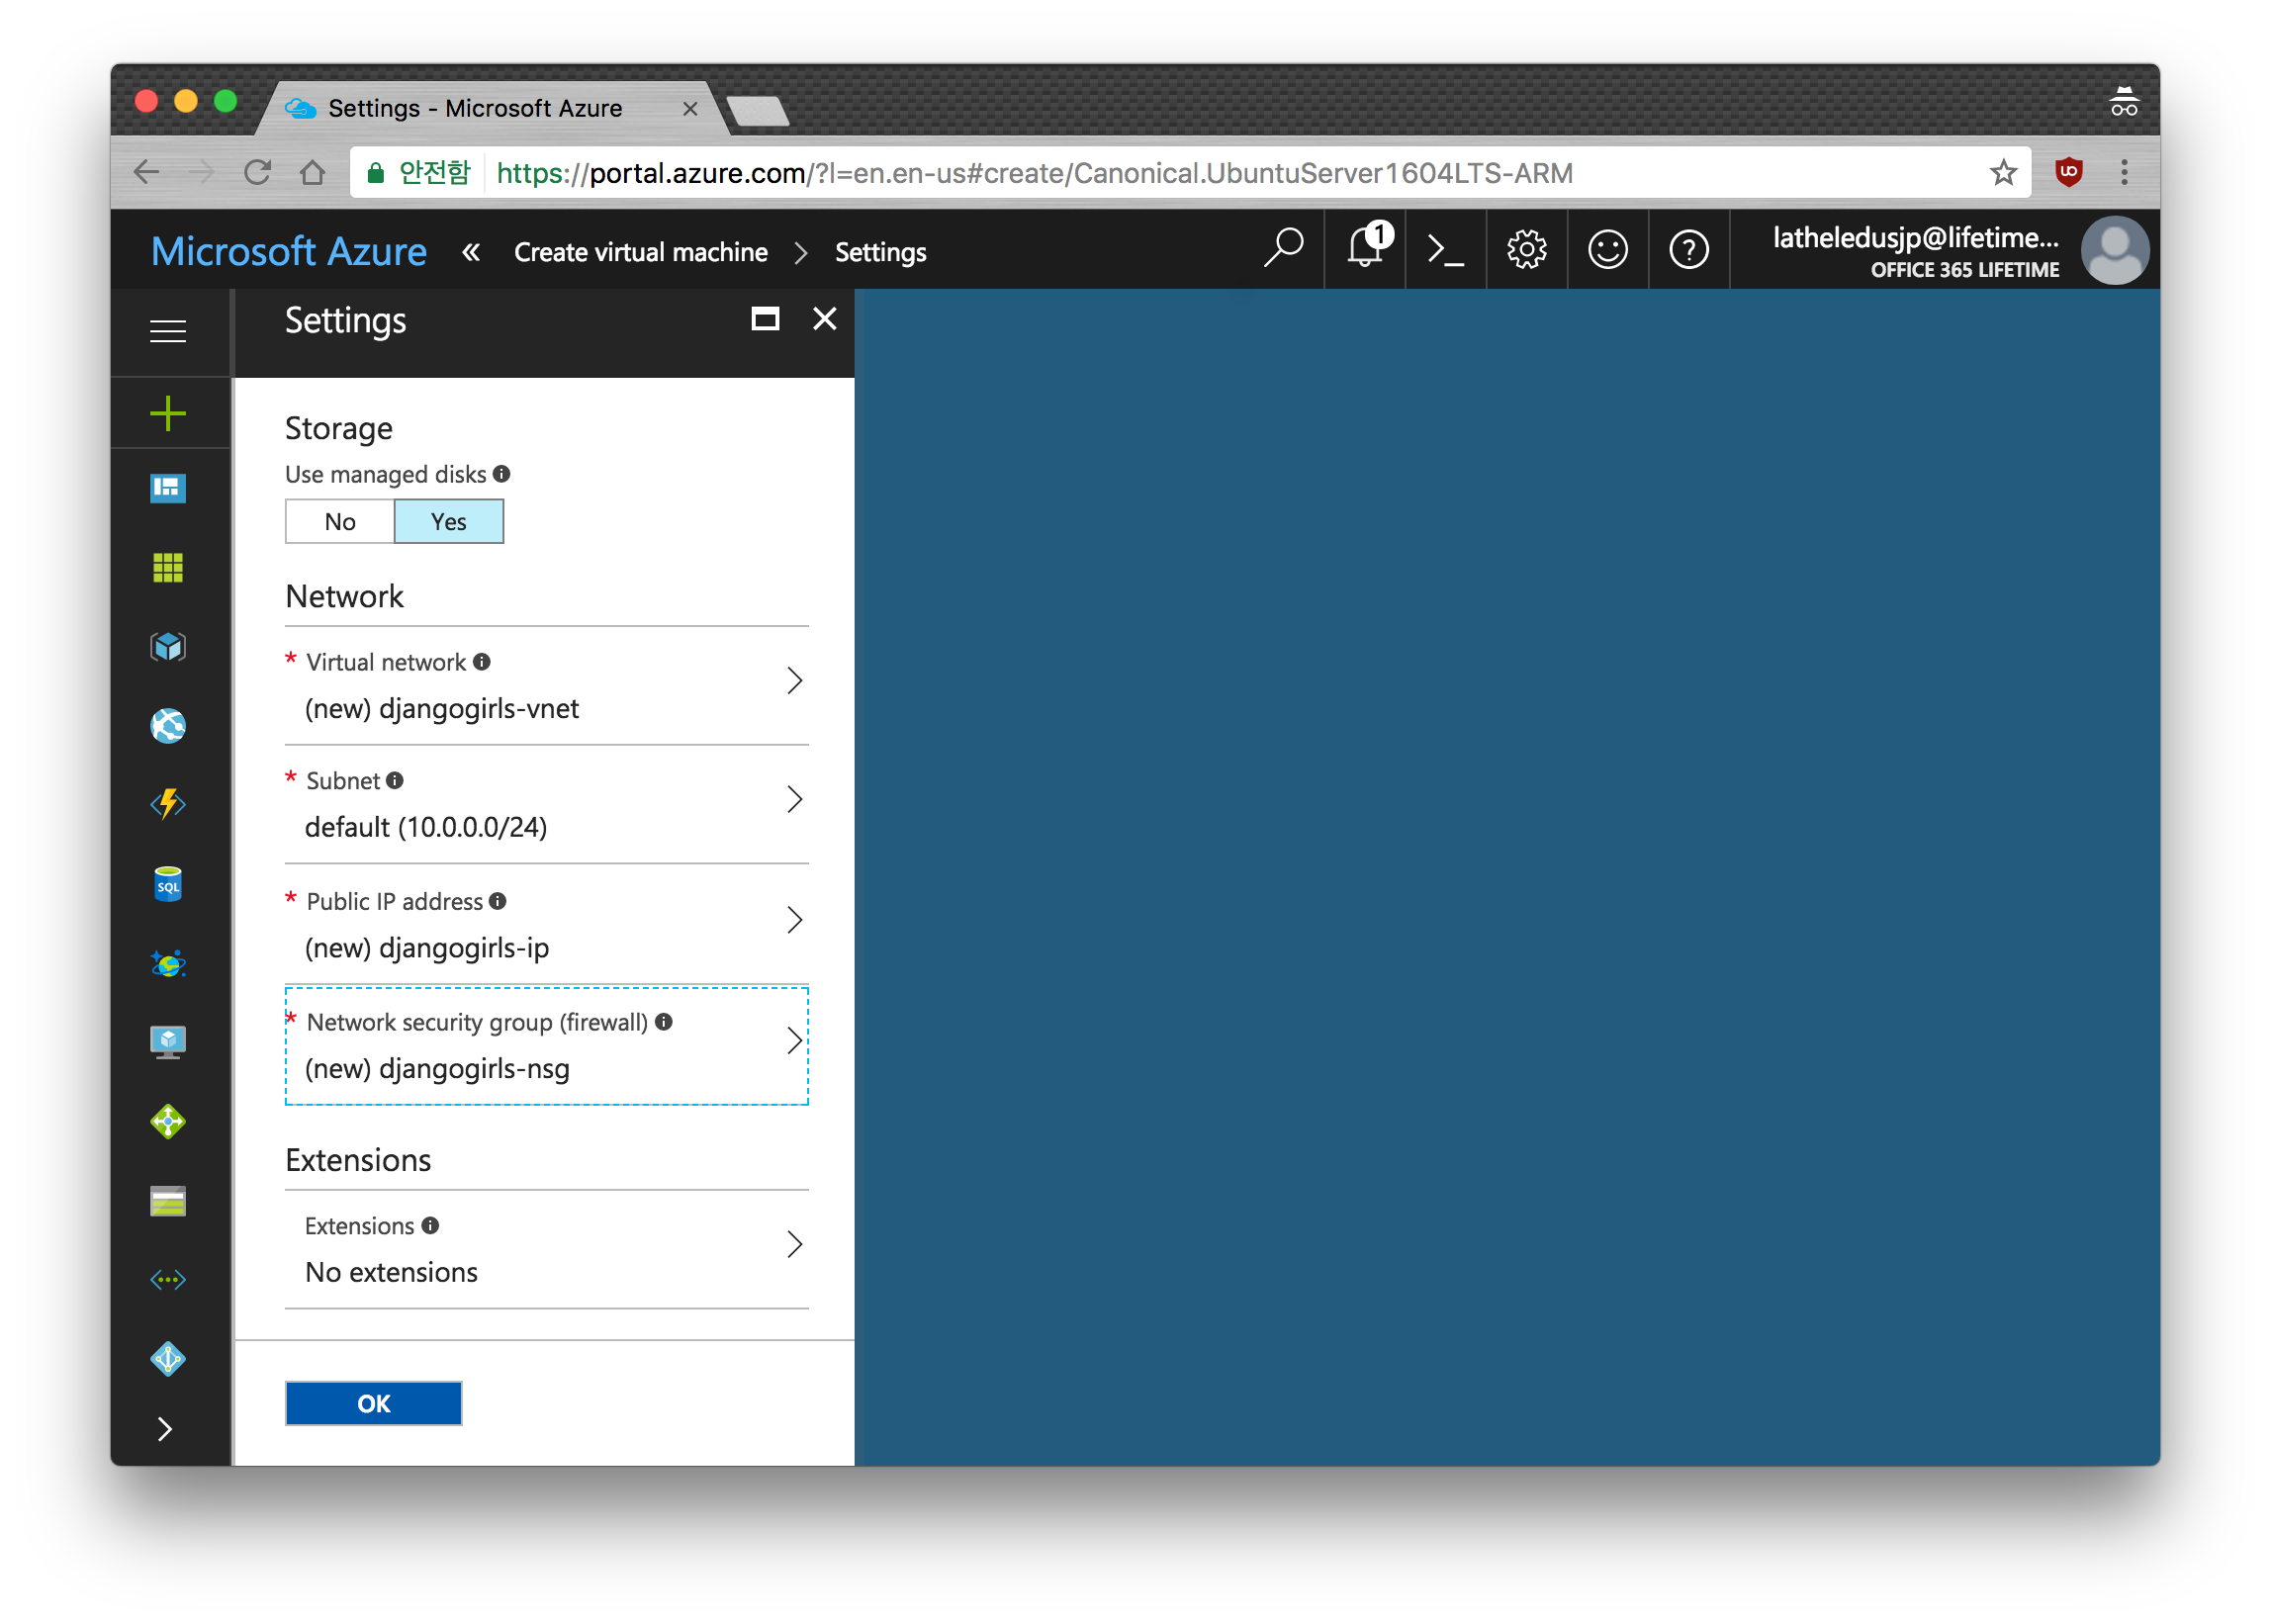 Settings - Microsoft Azure
안전함 https://portal.azure.com/?l=en.en-us#create/Canonical.UbuntuServer1604LTS-ARM
Microsoft Azure « Create virtual machine > Settings
1
latheledusjp@lifetime...
OFFICE 365 LIFETIME
Settings
Storage
Use managed disks
No Yes
Network
* Virtual network
(new) djangogirls-vnet
* Subnet
default (10.0.0.0/24)
* Public IP address
(new) djangogirls-ip
* Network security group (firewall)
(new) djangogirls-nsg
Extensions
Extensions
No extensions
OK
SQL